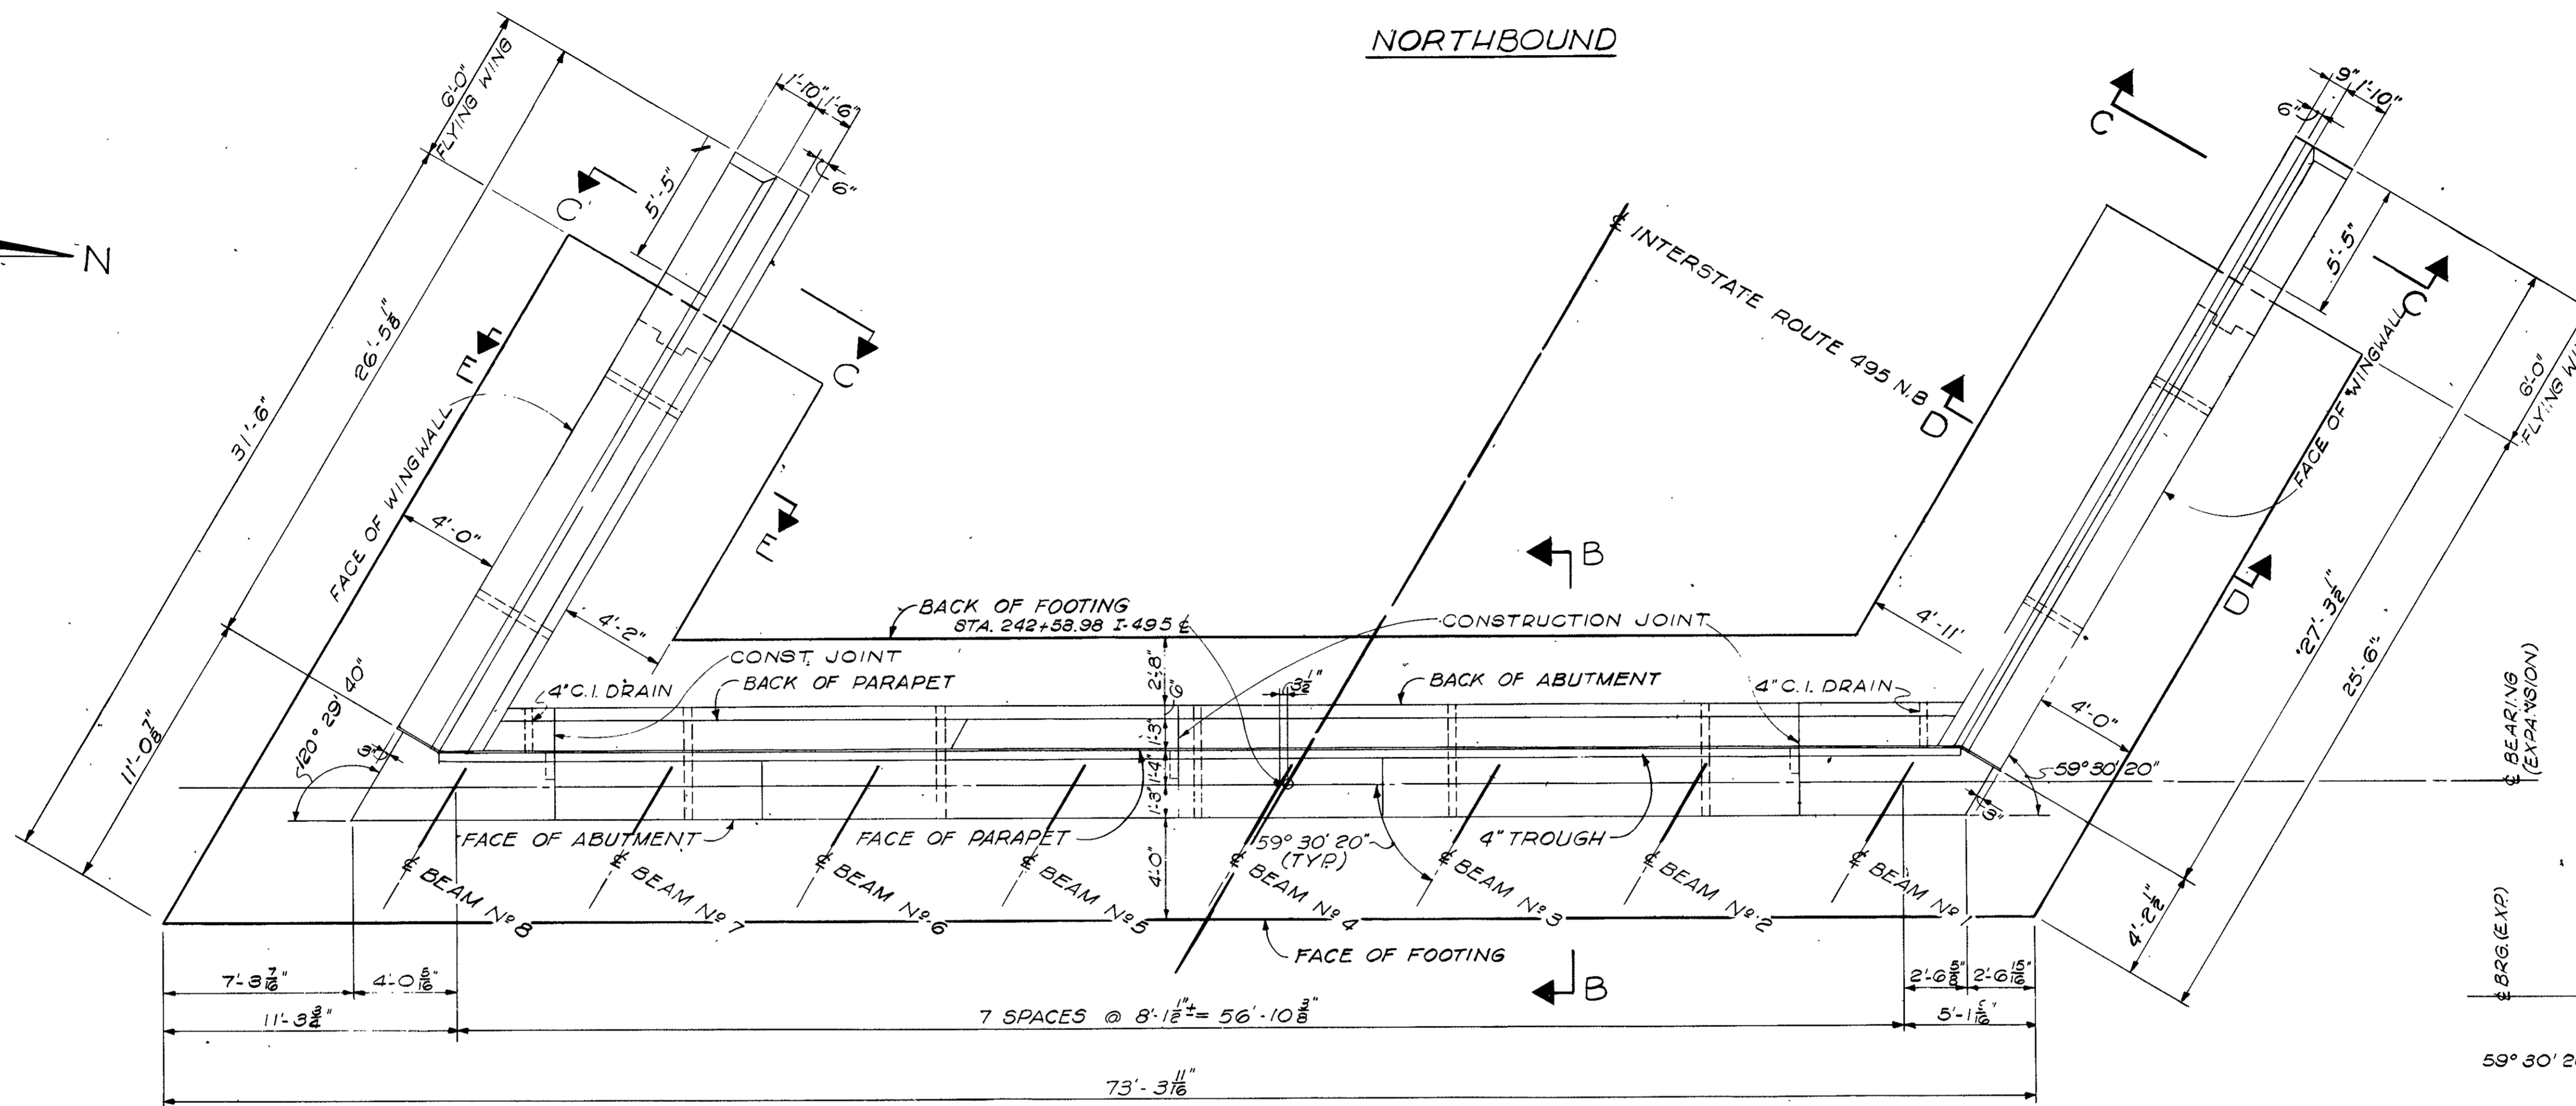 NORTHBOUND
N
6'-0"
FLYING WING
1'-10"
1'-6"
6"
5'-5"
C
C
31'-6"
26'-5 1/8"
11'-0 7/8"
E
E
FACE OF WINGWALL
4'-0"
4'-2"
120° 29' 40"
3"
9"
1'-10"
6"
C
C
5'-5"
6'-0"
FLYING
℄ INTERSTATE ROUTE 495 N.B
D
D
FACE OF WINGWALL
B
BACK OF FOOTING
STA. 242+58.98 I-495 ℄
CONSTRUCTION JOINT
4'-11"
27'-3 1/2"
25'-6"
CONST. JOINT
BACK OF PARAPET
4" C.I. DRAIN
2'-8"
6"
3 1/2"
BACK OF ABUTMENT
4" C.I. DRAIN
4'-0"
1'-3"
1'-4"
1'-3"
4'-0"
59° 30' 20"
3"
℄ BEARING
(EXPANSION)
FACE OF ABUTMENT
FACE OF PARAPET
59° 30' 20"
(TYP.)
4" TROUGH
℄ BEAM Nº 8
℄ BEAM Nº 7
℄ BEAM Nº 6
℄ BEAM Nº 5
℄ BEAM Nº 4
℄ BEAM Nº 3
℄ BEAM Nº 2
℄ BEAM Nº 1
4'-2 1/2"
FACE OF FOOTING
B
℄ BRG.(EXP.)
7'-3 7/16"
4'-0 5/16"
2'-6 5/8"
2'-6 15/16"
11'-3 3/4"
7 SPACES @ 8'-1 1/2"± = 56'-10 3/8"
73'-3 11/16"
59° 30'